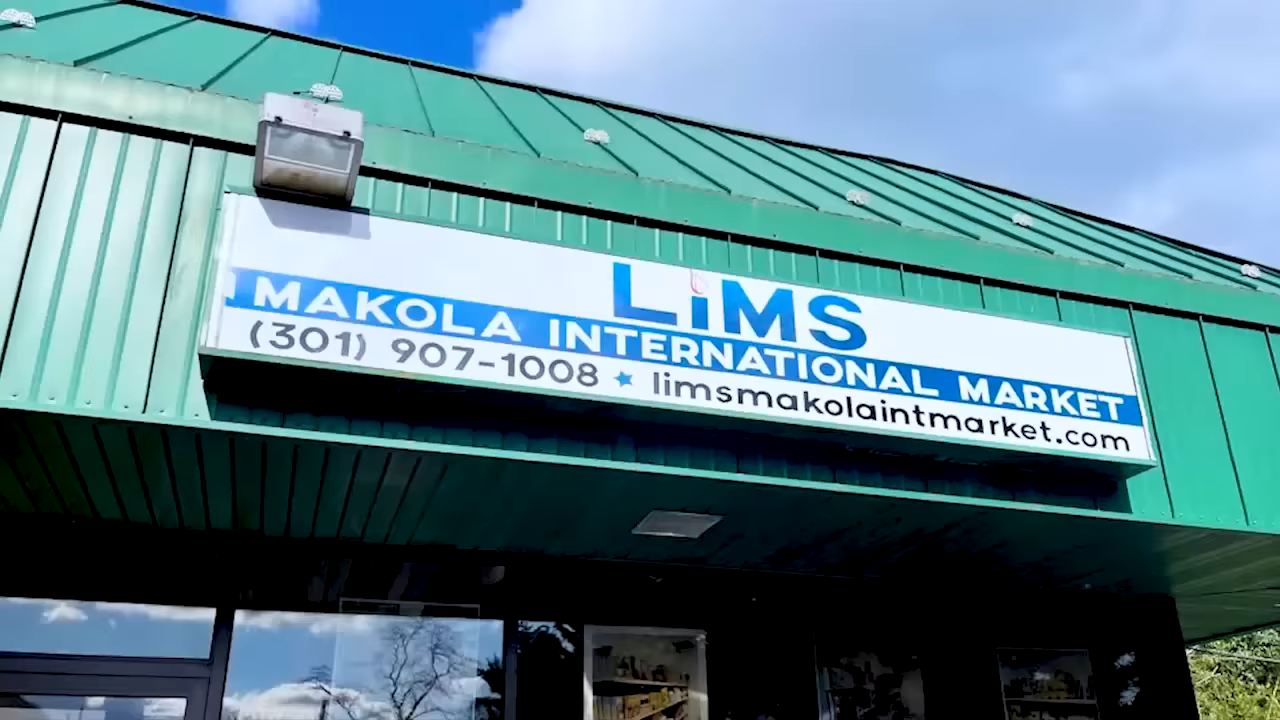 LiMS
MAKOLA INTERNATIONAL MARKET
(301) 907-1008 ★ limsmakolaintmarket.com